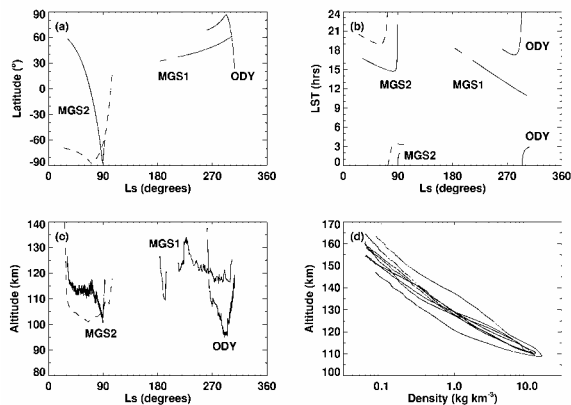 (a)
90
60
30
0
-30
-60
-90
Latitude (°)
MGS2
MGS1
ODY
0
90
180
270
360
Ls (degrees)
(b)
24
21
18
15
12
9
6
3
0
LST (hrs)
MGS2
MGS1
ODY
MGS2
0
90
180
270
360
Ls (degrees)
(c)
140
130
120
110
100
90
80
Altitude (km)
MGS1
MGS2
ODY
0
90
180
270
360
Ls (degrees)
(d)
170
160
150
140
130
120
110
100
Altitude (km)
0.1
1.0
10.0
Density (kg km⁻³)